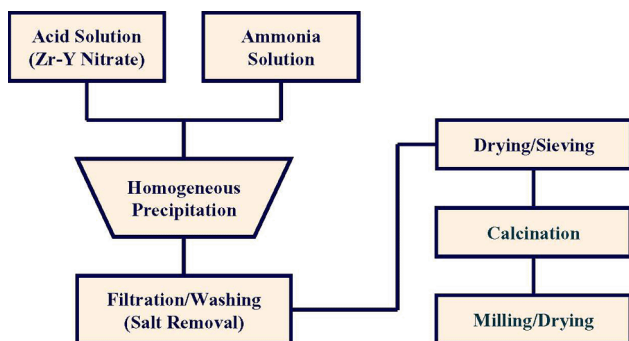 Acid Solution
(Zr-Y Nitrate)
Ammonia
Solution
Homogeneous
Precipitation
Filtration/Washing
(Salt Removal)
Drying/Sieving
Calcination
Milling/Drying